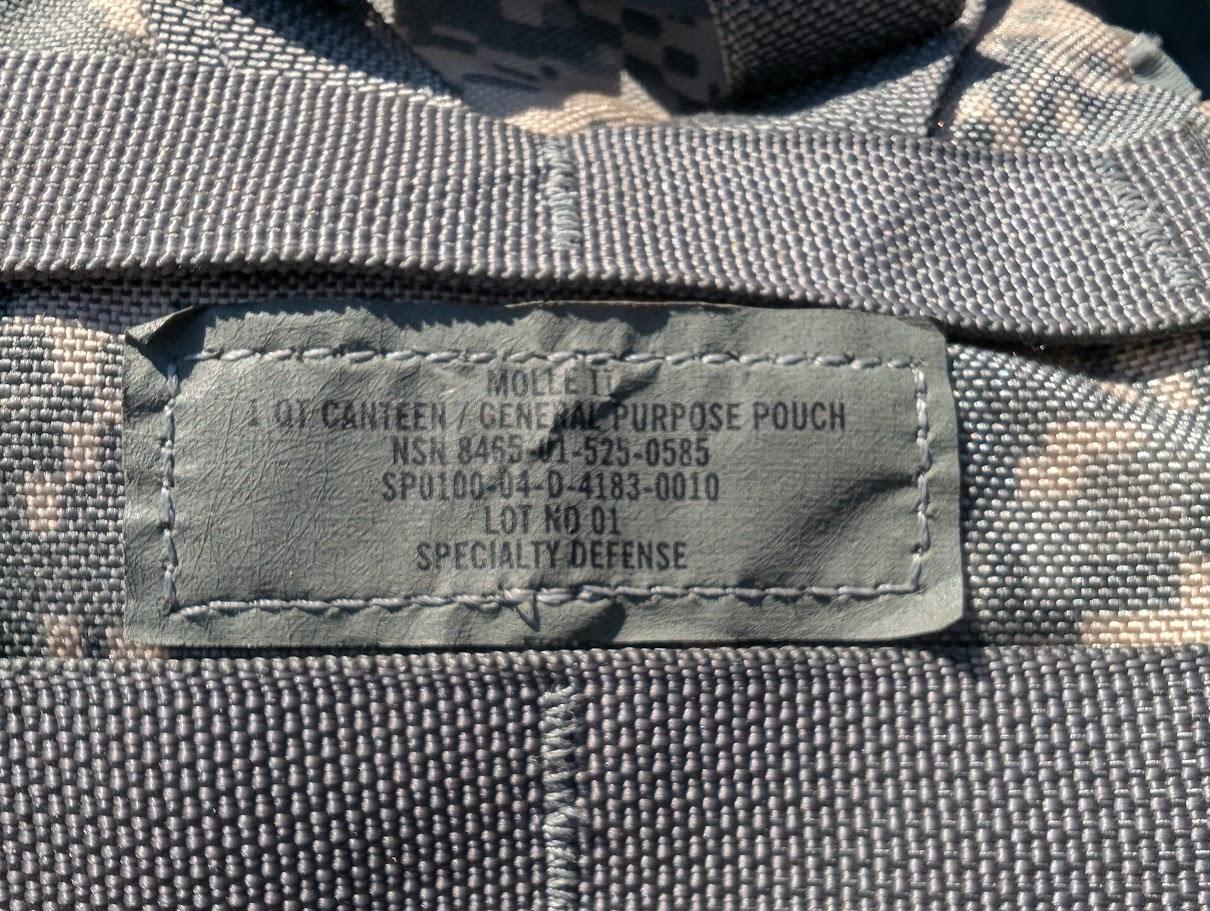 MOLLE II
1 QT CANTEEN / GENERAL PURPOSE POUCH
NSN 8465-01-525-0585
SP0100-04-D-4183-0010
LOT NO 01
SPECIALTY DEFENSE